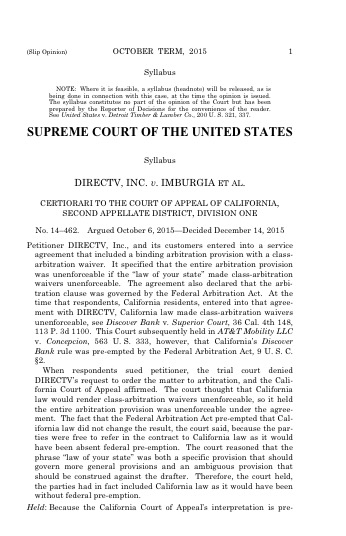 (Slip Opinion) OCTOBER TERM, 2015 1
Syllabus
NOTE: Where it is feasible, a syllabus (headnote) will be released, as is
being done in connection with this case, at the time the opinion is issued.
The syllabus constitutes no part of the opinion of the Court but has been
prepared by the Reporter of Decisions for the convenience of the reader.
See United States v. Detroit Timber & Lumber Co., 200 U. S. 321, 337.
SUPREME COURT OF THE UNITED STATES
Syllabus
DIRECTV, INC. v. IMBURGIA ET AL.
CERTIORARI TO THE COURT OF APPEAL OF CALIFORNIA,
SECOND APPELLATE DISTRICT, DIVISION ONE
No. 14–462. Argued October 6, 2015—Decided December 14, 2015
Petitioner DIRECTV, Inc., and its customers entered into a service
agreement that included a binding arbitration provision with a class-
arbitration waiver. It specified that the entire arbitration provision
was unenforceable if the “law of your state” made class-arbitration
waivers unenforceable. The agreement also declared that the arbi-
tration clause was governed by the Federal Arbitration Act. At the
time that respondents, California residents, entered into that agree-
ment with DIRECTV, California law made class-arbitration waivers
unenforceable, see Discover Bank v. Superior Court, 36 Cal. 4th 148,
113 P. 3d 1100. This Court subsequently held in AT&T Mobility LLC
v. Concepcion, 563 U. S. 333, however, that California’s Discover
Bank rule was pre-empted by the Federal Arbitration Act, 9 U. S. C.
§2.
When respondents sued petitioner, the trial court denied
DIRECTV’s request to order the matter to arbitration, and the Cali-
fornia Court of Appeal affirmed. The court thought that California
law would render class-arbitration waivers unenforceable, so it held
the entire arbitration provision was unenforceable under the agree-
ment. The fact that the Federal Arbitration Act pre-empted that Cal-
ifornia law did not change the result, the court said, because the par-
ties were free to refer in the contract to California law as it would
have been absent federal pre-emption. The court reasoned that the
phrase “law of your state” was both a specific provision that should
govern more general provisions and an ambiguous provision that
should be construed against the drafter. Therefore, the court held,
the parties had in fact included California law as it would have been
without federal pre-emption.
Held: Because the California Court of Appeal’s interpretation is pre-